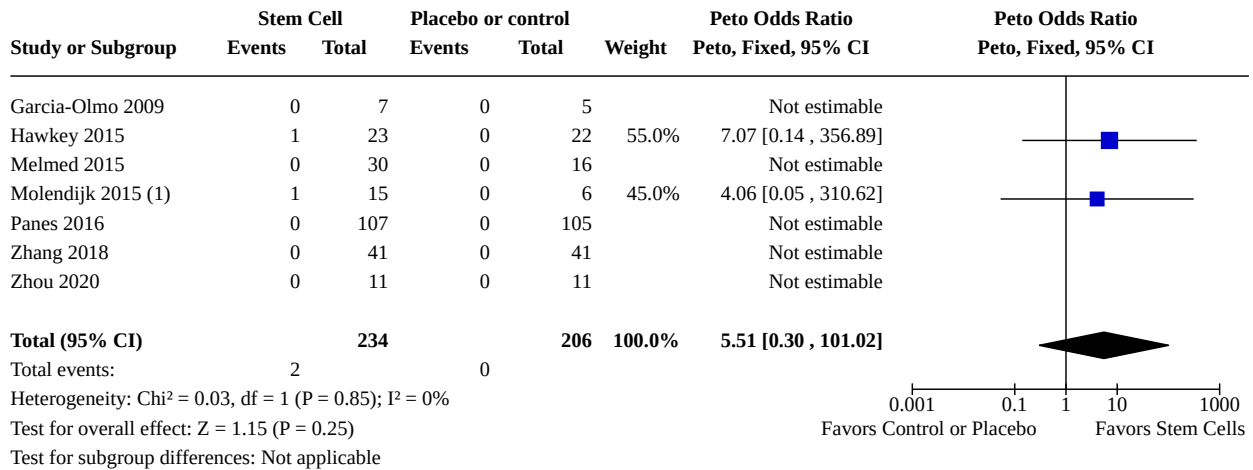 Stem Cell Placebo or control Peto Odds Ratio Peto Odds Ratio
Study or Subgroup Events Total Events Total Weight Peto, Fixed, 95% CI Peto, Fixed, 95% CI
Garcia-Olmo 2009 0 7 0 5 Not estimable
Hawkey 2015 1 23 0 22 55.0% 7.07 [0.14 , 356.89]
Melmed 2015 0 30 0 16 Not estimable
Molendijk 2015 (1) 1 15 0 6 45.0% 4.06 [0.05 , 310.62]
Panes 2016 0 107 0 105 Not estimable
Zhang 2018 0 41 0 41 Not estimable
Zhou 2020 0 11 0 11 Not estimable
Total (95% CI) 234 206 100.0% 5.51 [0.30 , 101.02]
Total events: 2 0
Heterogeneity: Chi² = 0.03, df = 1 (P = 0.85); I² = 0%
0.001 0.1 1 10 1000
Test for overall effect: Z = 1.15 (P = 0.25) Favors Control or Placebo Favors Stem Cells
Test for subgroup differences: Not applicable